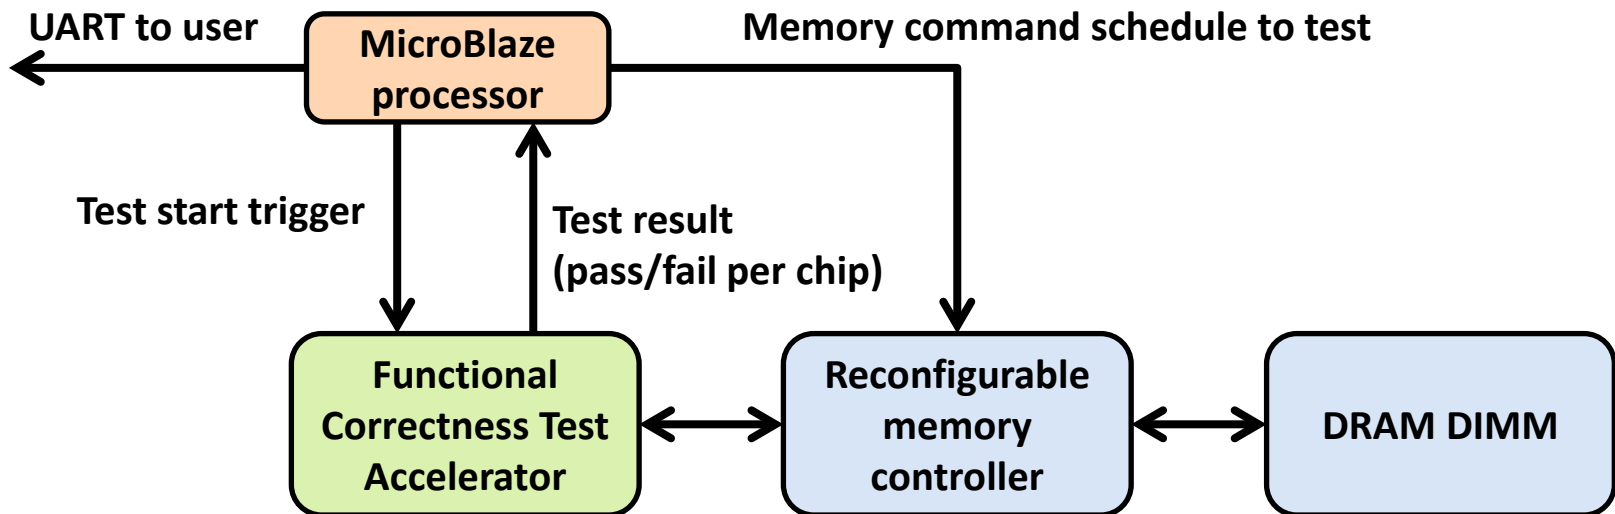 UART to user
MicroBlaze
processor
Memory command schedule to test
Test start trigger
Test result
(pass/fail per chip)
Functional
Correctness Test
Accelerator
Reconfigurable
memory
controller
DRAM DIMM